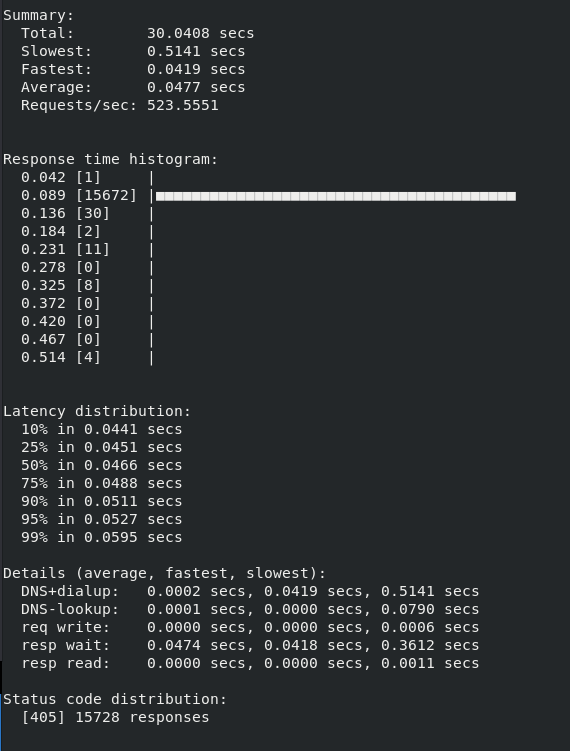 Summary:
  Total:        30.0408 secs
  Slowest:      0.5141 secs
  Fastest:      0.0419 secs
  Average:      0.0477 secs
  Requests/sec: 523.5551
Response time histogram:
  0.042 [1]     |
  0.089 [15672] |■■■■■■■■■■■■■■■■■■■■■■■■■■■■■■■■■■■■■■■■
  0.136 [30]    |
  0.184 [2]     |
  0.231 [11]    |
  0.278 [0]     |
  0.325 [8]     |
  0.372 [0]     |
  0.420 [0]     |
  0.467 [0]     |
  0.514 [4]     |
Latency distribution:
  10% in 0.0441 secs
  25% in 0.0451 secs
  50% in 0.0466 secs
  75% in 0.0488 secs
  90% in 0.0511 secs
  95% in 0.0527 secs
  99% in 0.0595 secs
Details (average, fastest, slowest):
  DNS+dialup:   0.0002 secs, 0.0419 secs, 0.5141 secs
  DNS-lookup:   0.0001 secs, 0.0000 secs, 0.0790 secs
  req write:    0.0000 secs, 0.0000 secs, 0.0006 secs
  resp wait:    0.0474 secs, 0.0418 secs, 0.3612 secs
  resp read:    0.0000 secs, 0.0000 secs, 0.0011 secs
Status code distribution:
  [405] 15728 responses